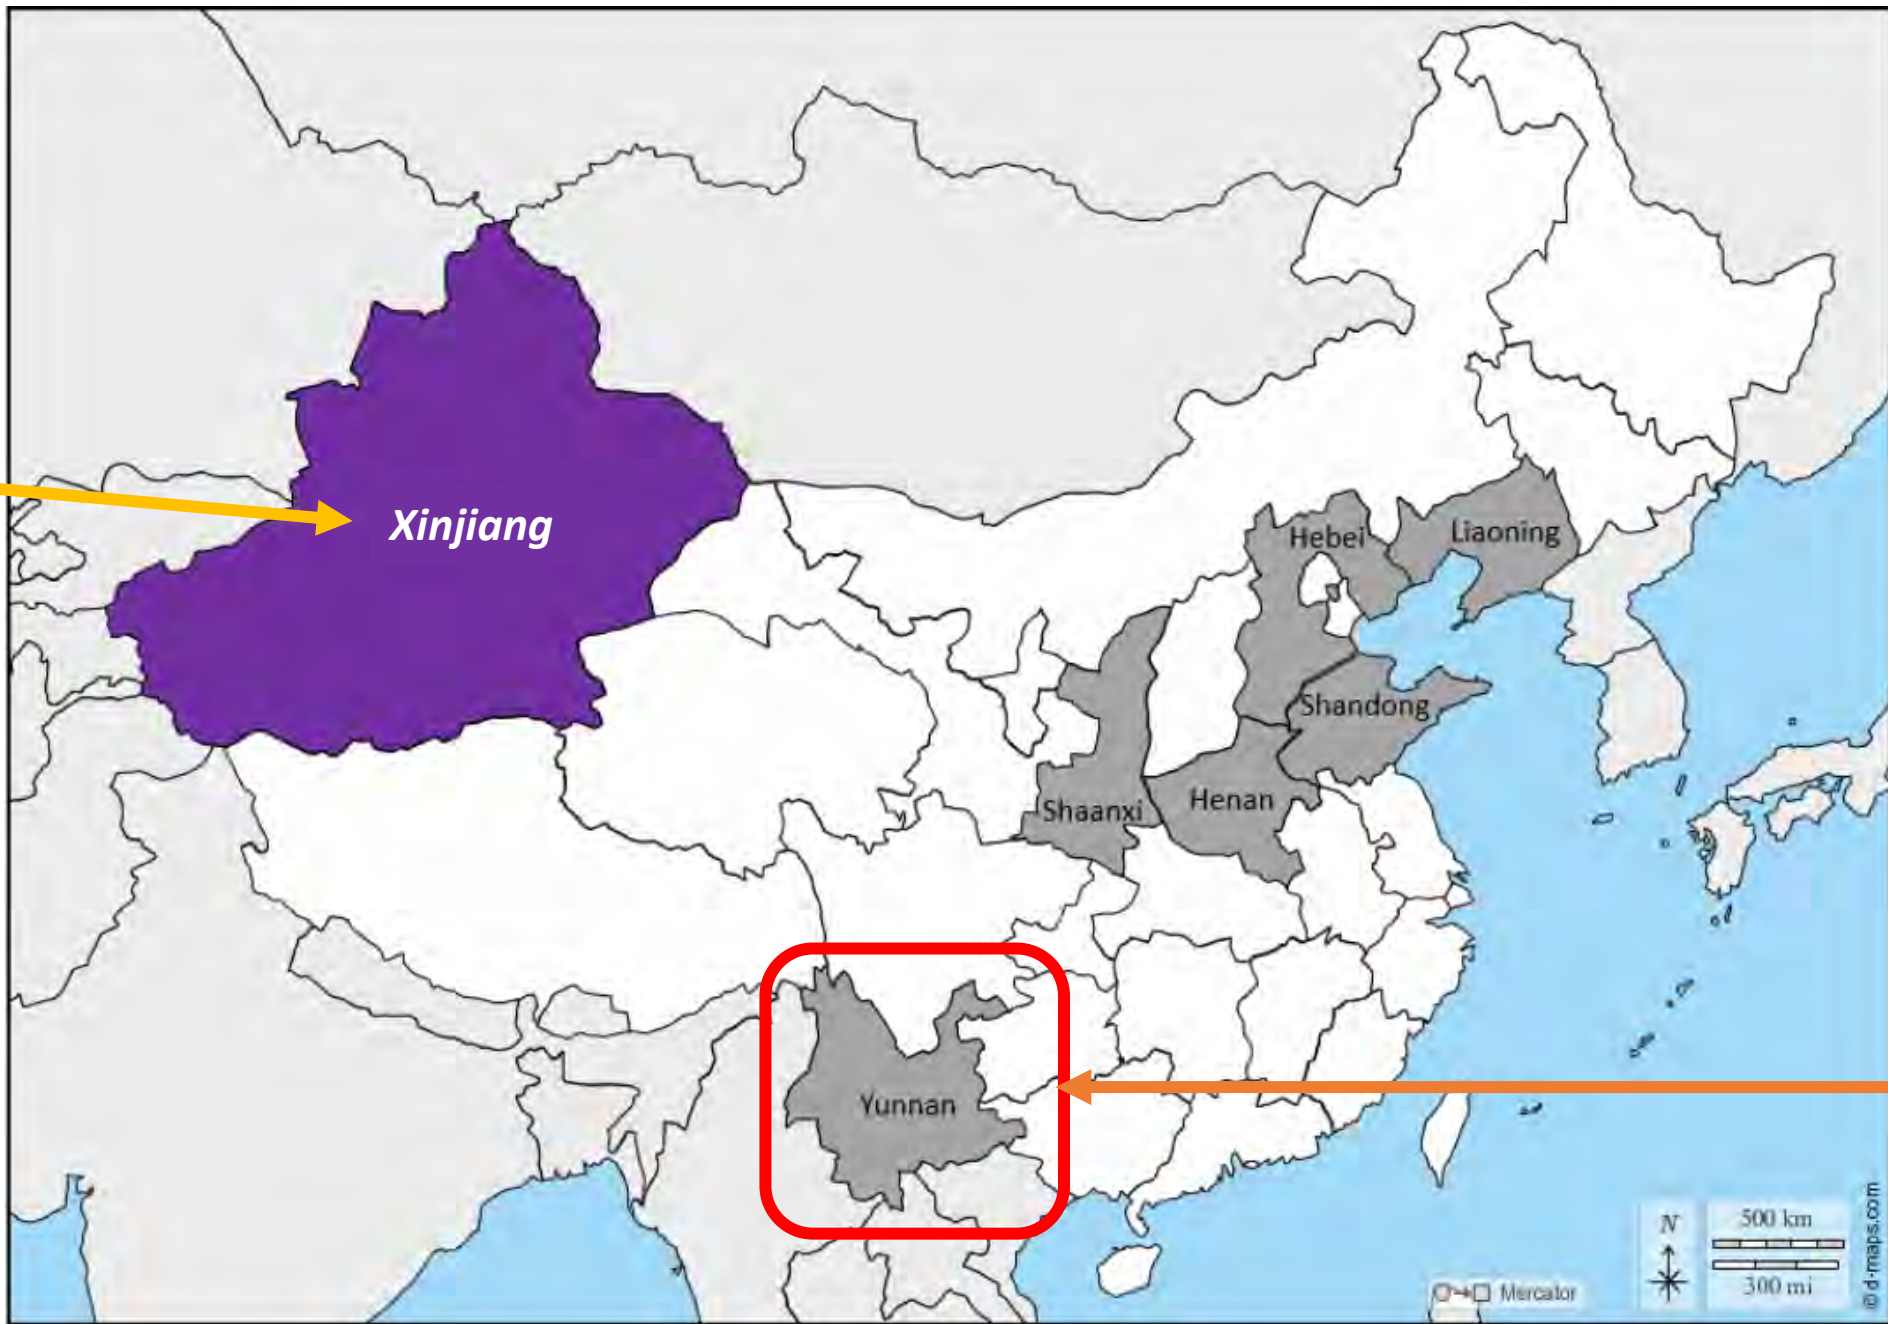 Xinjiang
Hebei
Liaoning
Shandong
Shaanxi
Henan
Yunnan
N
500 km
300 mi
Mercator
© d-maps.com